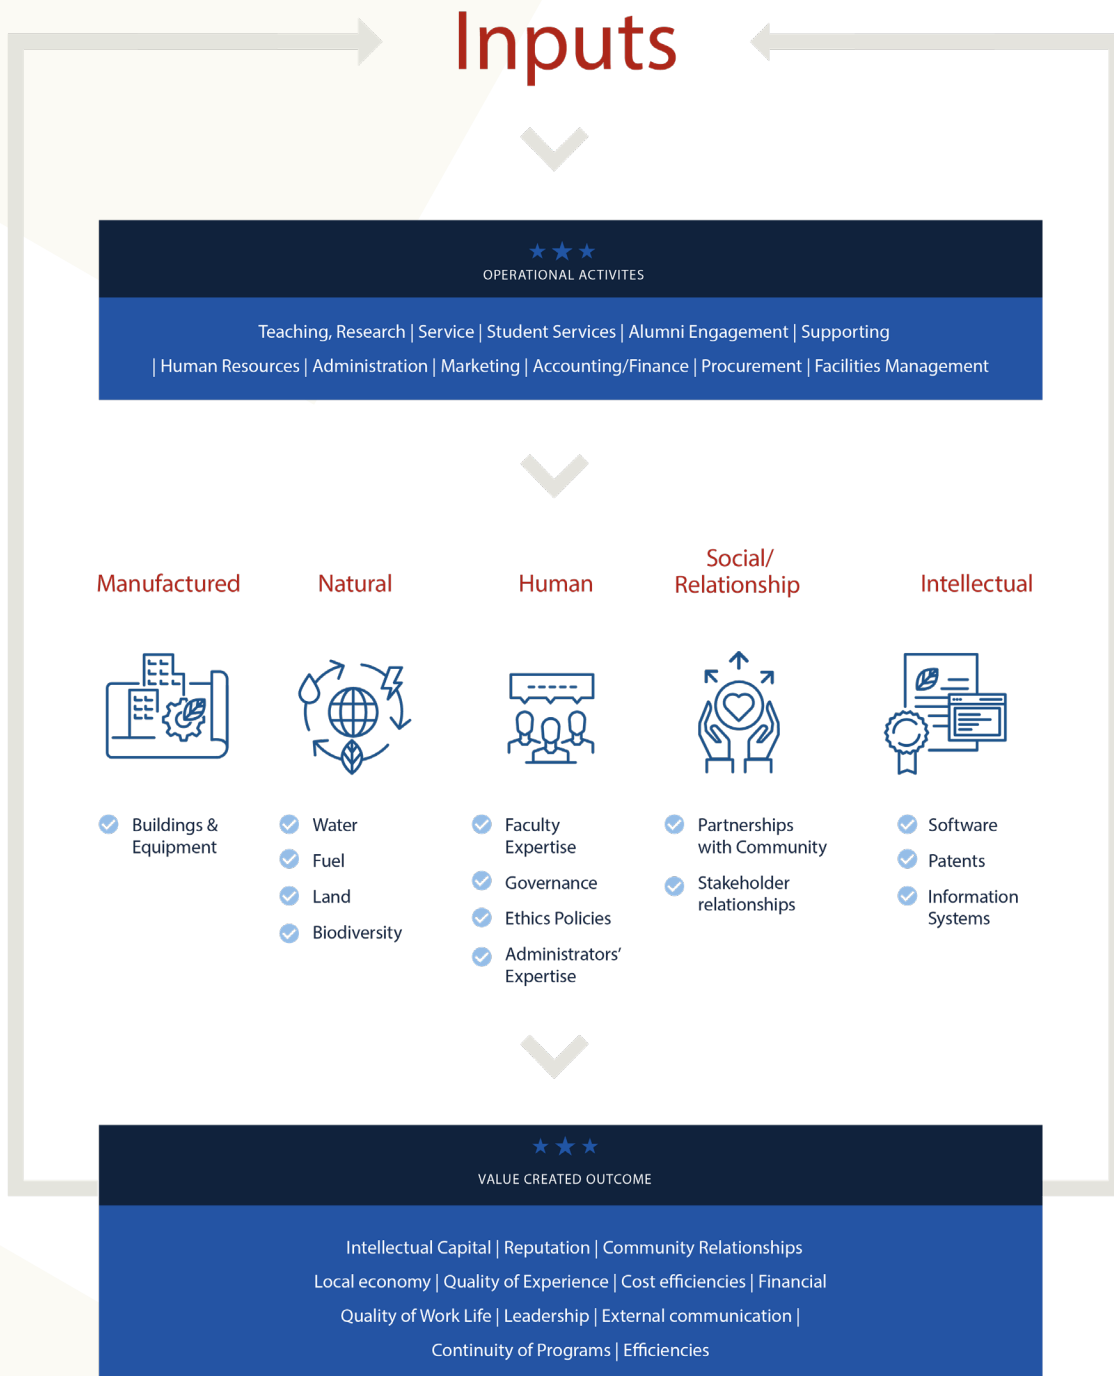 Inputs
OPERATIONAL ACTIVITES
Teaching, Research | Service | Student Services | Alumni Engagement | Supporting
| Human Resources | Administration | Marketing | Accounting/Finance | Procurement | Facilities Management
Manufactured
Natural
Human
Social/
Relationship
Intellectual
Buildings &
Equipment
Water
Fuel
Land
Biodiversity
Faculty
Expertise
Governance
Ethics Policies
Administrators’
Expertise
Partnerships
with Community
Stakeholder
relationships
Software
Patents
Information
Systems
VALUE CREATED OUTCOME
Intellectual Capital | Reputation | Community Relationships
Local economy | Quality of Experience | Cost efficiencies | Financial
Quality of Work Life | Leadership | External communication |
Continuity of Programs | Efficiencies